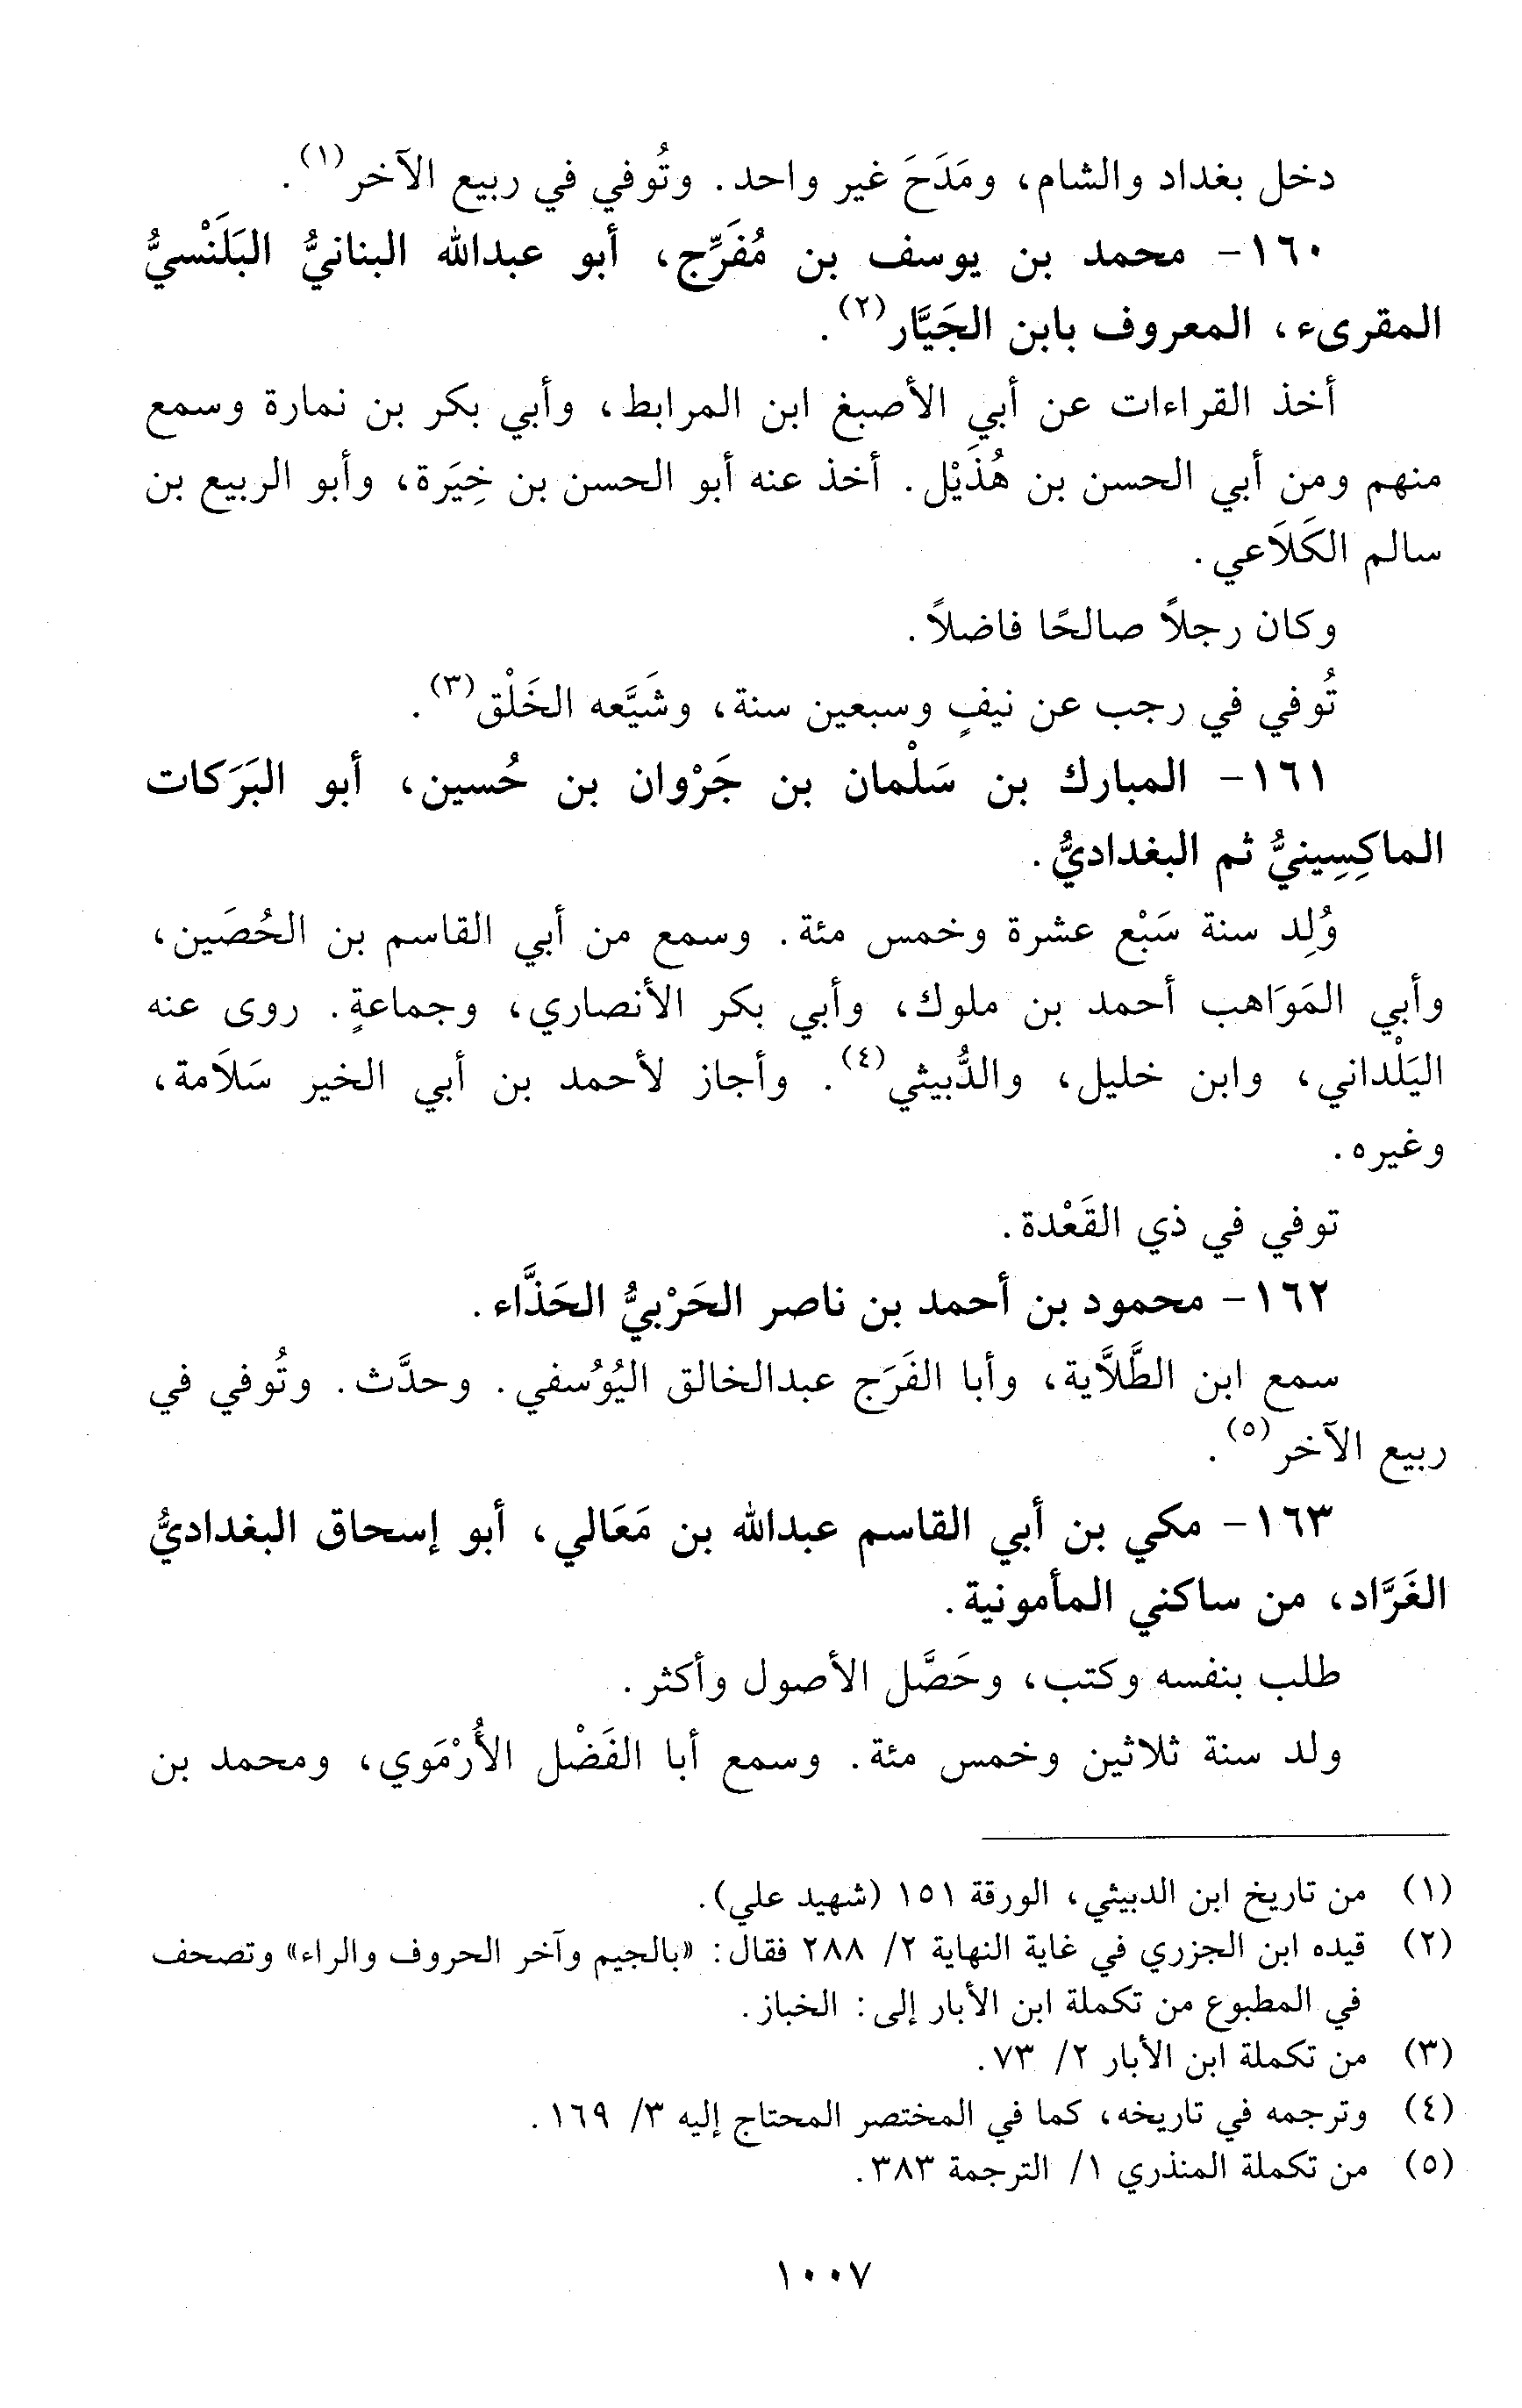 دخل بغداد والشام، ومَدَحَ غير واحد. وتُوفي في ربيع الآخر(١).
١٦٠- محمد بن يوسف بن مُفَرِّج، أبو عبدالله البنانيُّ البَلَنْسيُّ
المقرىء، المعروف بابن الجَيَّار(٢).
أخذ القراءات عن أبي الأصبغ ابن المرابط، وأبي بكر بن نمارة وسمع
منهم ومن أبي الحسن بن هُذَيْل. أخذ عنه أبو الحسن بن خِيَرة، وأبو الربيع بن
سالم الكَلَاعي.
وكان رجلاً صالحًا فاضلاً.
تُوفي في رجب عن نيفٍ وسبعين سنة، وشَيَّعه الخَلْق(٣).
١٦١- المبارك بن سَلْمان بن جَرْوان بن حُسين، أبو البَرَكات
الماكِسِينيُّ ثم البغداديُّ.
وُلِد سنة سَبْع عشرة وخمس مئة. وسمع من أبي القاسم بن الحُصَين،
وأبي المَوَاهب أحمد بن ملوك، وأبي بكر الأنصاري، وجماعةٍ. روى عنه
اليَلْداني، وابن خليل، والدُّبيثي(٤). وأجاز لأحمد بن أبي الخير سَلَامة،
وغيره.
توفي في ذي القَعْدة.
١٦٢- محمود بن أحمد بن ناصر الحَرْبيُّ الحَذَّاء.
سمع ابن الطَّلَّاية، وأبا الفَرَج عبدالخالق اليُوُسفي. وحدَّث. وتُوفي في
ربيع الآخر(٥).
١٦٣- مكي بن أبي القاسم عبدالله بن مَعَالي، أبو إسحاق البغداديُّ
الغَرَّاد، من ساكني المأمونية.
طلب بنفسه وكتب، وحَصَّل الأصول وأكثر.
ولد سنة ثلاثين وخمس مئة. وسمع أبا الفَضْل الأُرْمَوي، ومحمد بن
(١) من تاريخ ابن الدبيثي، الورقة ١٥١ (شهيد علي).
(٢) قيده ابن الجزري في غاية النهاية ٢/ ٢٨٨ فقال: «بالجيم وآخر الحروف والراء» وتصحف
في المطبوع من تكملة ابن الأبار إلى: الخباز.
(٣) من تكملة ابن الأبار ٢/ ٧٣.
(٤) وترجمه في تاريخه، كما في المختصر المحتاج إليه ٣/ ١٦٩.
(٥) من تكملة المنذري ١/ الترجمة ٣٨٣.
١٠٠٧